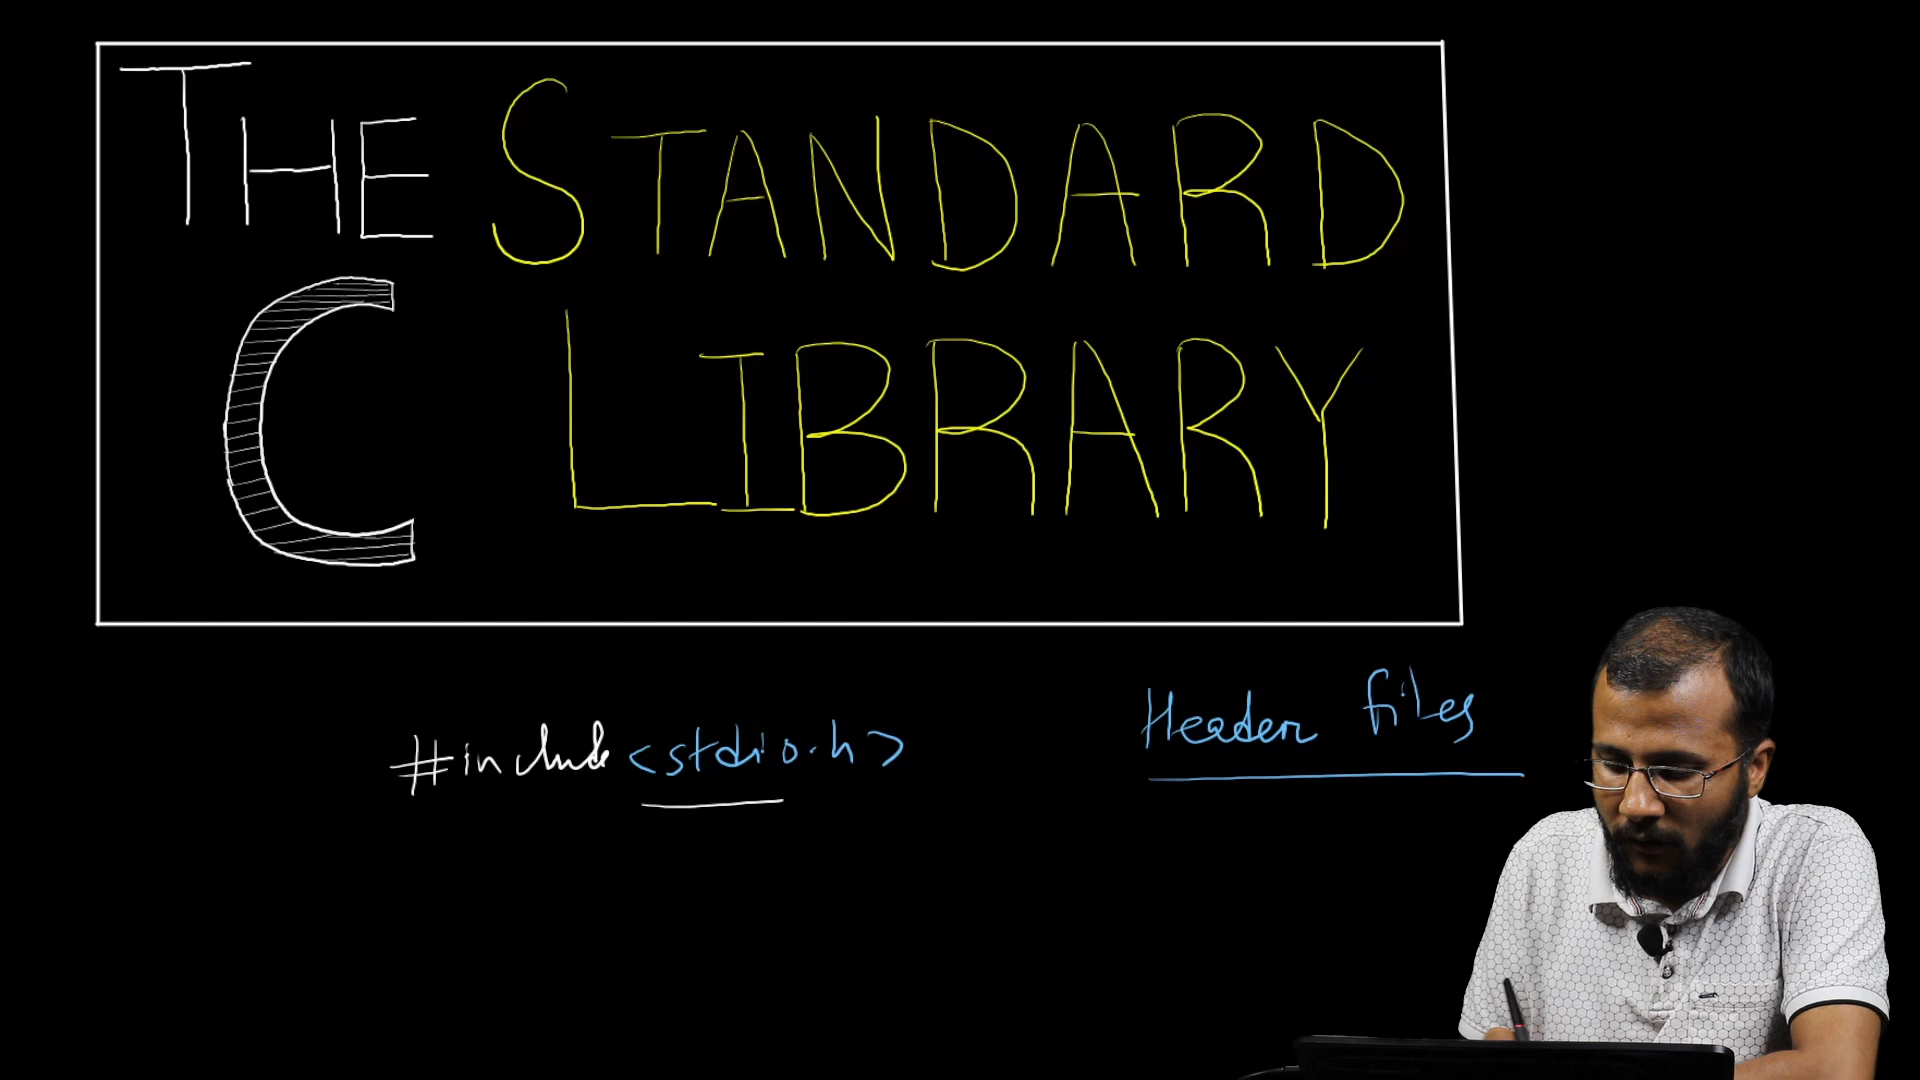 THE STANDARD
C LIBRARY
#include <stdio.h>
Header files